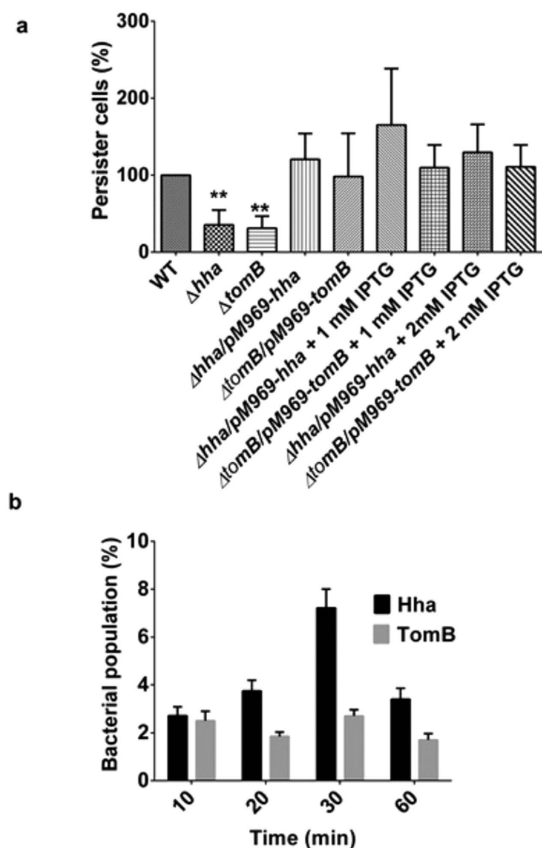 a
Persister cells (%)
300
200
100
0
**
**
WT
Δhha
ΔtomB
Δhha/pM969-hha
ΔtomB/pM969-tomB
Δhha/pM969-hha + 1 mM IPTG
ΔtomB/pM969-tomB + 1 mM IPTG
Δhha/pM969-hha + 2mM IPTG
ΔtomB/pM969-tomB + 2 mM IPTG
b
Bacterial population (%)
10
8
6
4
2
0
Hha
TomB
10
20
30
60
Time (min)